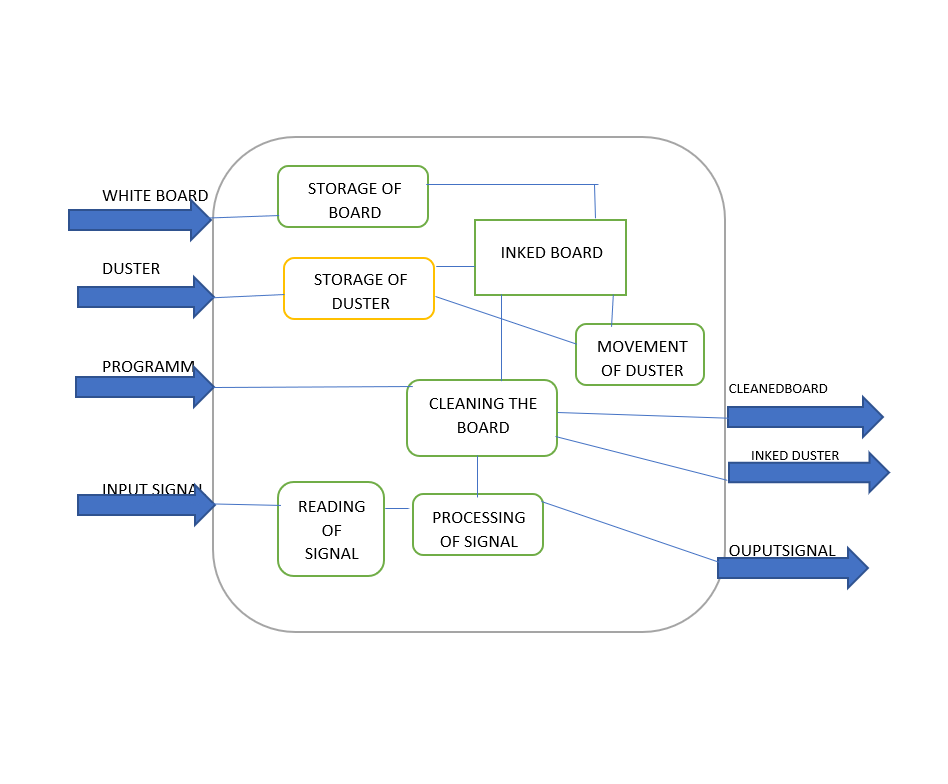 WHITE BOARD
STORAGE OF
BOARD
INKED BOARD
DUSTER
STORAGE OF
DUSTER
MOVEMENT
OF DUSTER
PROGRAMM
CLEANING THE
BOARD
CLEANEDBOARD
INKED DUSTER
INPUT SIGNAL
READING
OF
SIGNAL
PROCESSING
OF SIGNAL
OUPUTSIGNAL